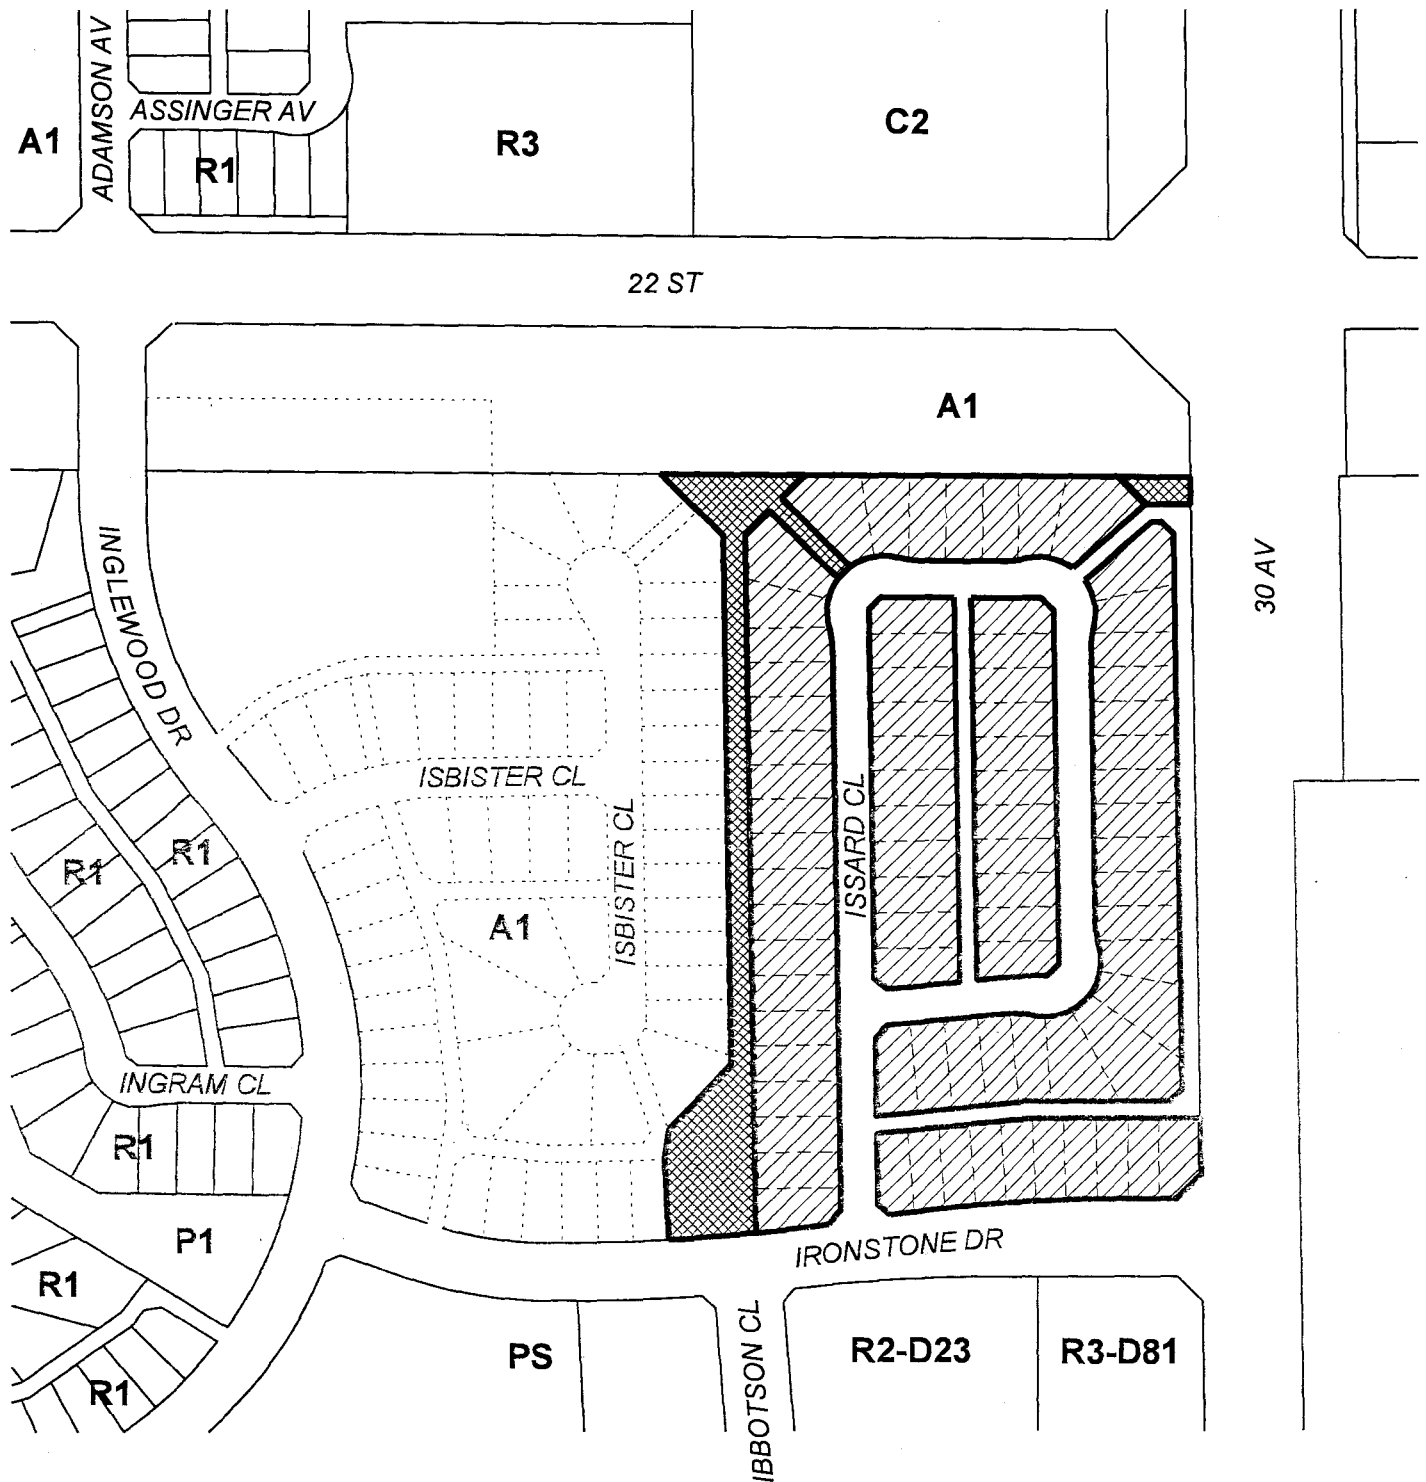 ADAMSON AV
ASSINGER AV
A1
R1
R3
C2
22 ST
A1
INGLEWOOD DR
30 AV
ISBISTER CL
ISBISTER CL
ISSARD CL
R1
R1
A1
INGRAM CL
R1
P1
IRONSTONE DR
R1
PS
IBBOTSON CL
R2-D23
R3-D81
R1